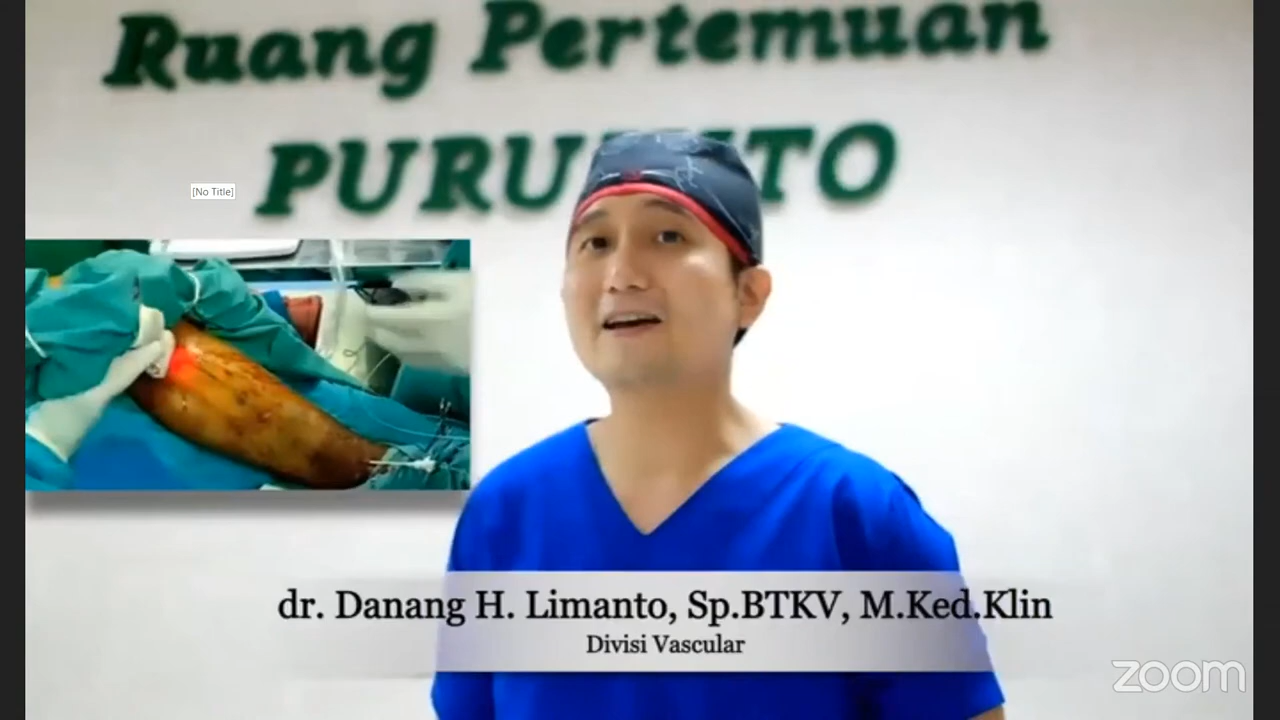 Ruang Pertemuan
[No Title]
dr. Danang H. Limanto, Sp.BTKV, M.Ked.Klin
Divisi Vascular
zoom